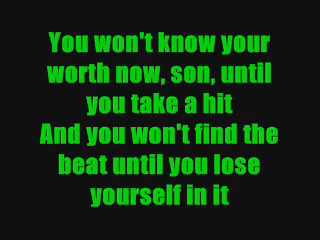 You won't know your
worth now, son, until
you take a hit
And you won't find the
beat until you lose
yourself in it